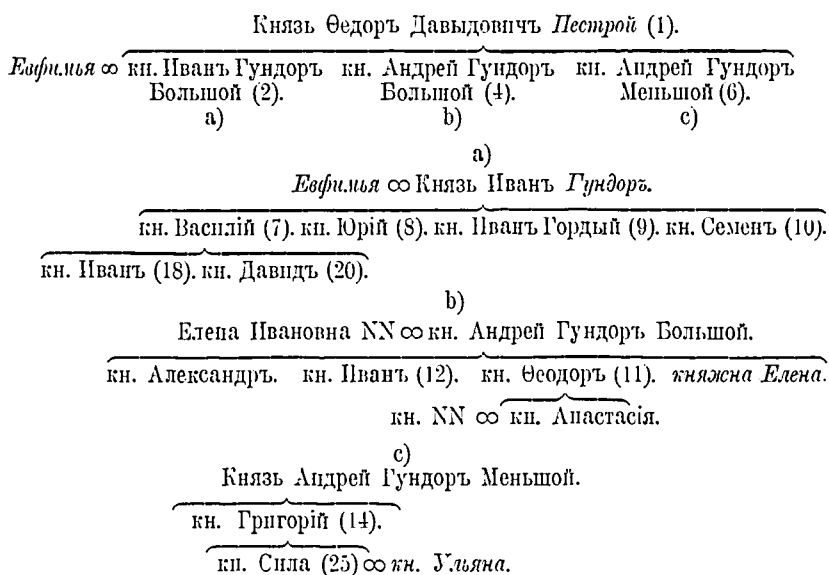 Князь Ѳедоръ Давыдовичъ Пестрой (1).
Евфимья ∞ кн. Иванъ Гундоръ кн. Андрей Гундоръ кн. Андрей Гундоръ
Большой (2). Большой (4). Меньшой (6).
a) b) c)
a)
Евфимья ∞ Князь Иванъ Гундоръ.
кн. Василій (7). кн. Юрій (8). кн. Иванъ Гордый (9). кн. Семенъ (10).
кн. Иванъ (18). кн. Давидъ (20).
b)
Елена Ивановна NN ∞ кн. Андрей Гундоръ Большой.
кн. Александръ. кн. Иванъ (12). кн. Ѳеодоръ (11). княжна Елена.
кн. NN ∞ кн. Анастасія.
c)
Князь Андрей Гундоръ Меньшой.
кн. Григорій (14).
кн. Сила (25) ∞ кн. Ульяна.